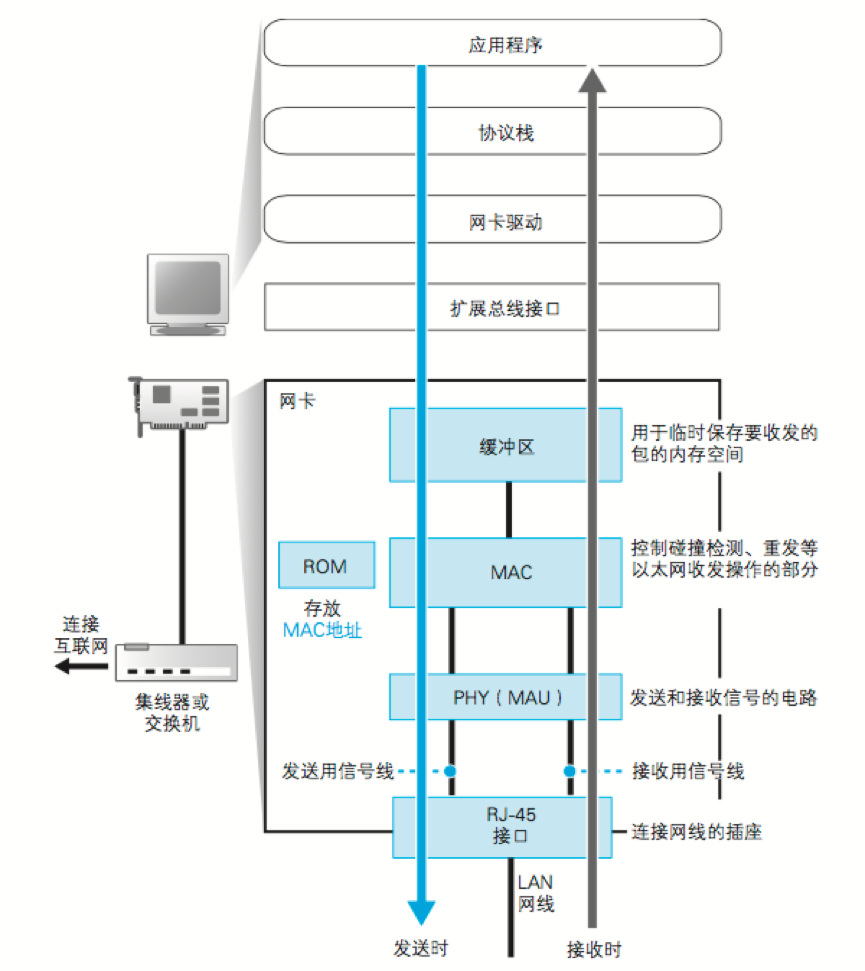 应用程序
协议栈
网卡驱动
扩展总线接口
网卡
缓冲区
用于临时保存要收发的
包的内存空间
ROM
存放
MAC地址
MAC
控制碰撞检测、重发等
以太网收发操作的部分
连接
互联网
集线器或
交换机
PHY（MAU）
发送和接收信号的电路
发送用信号线
接收用信号线
RJ-45
接口
连接网线的插座
LAN
网线
发送时
接收时